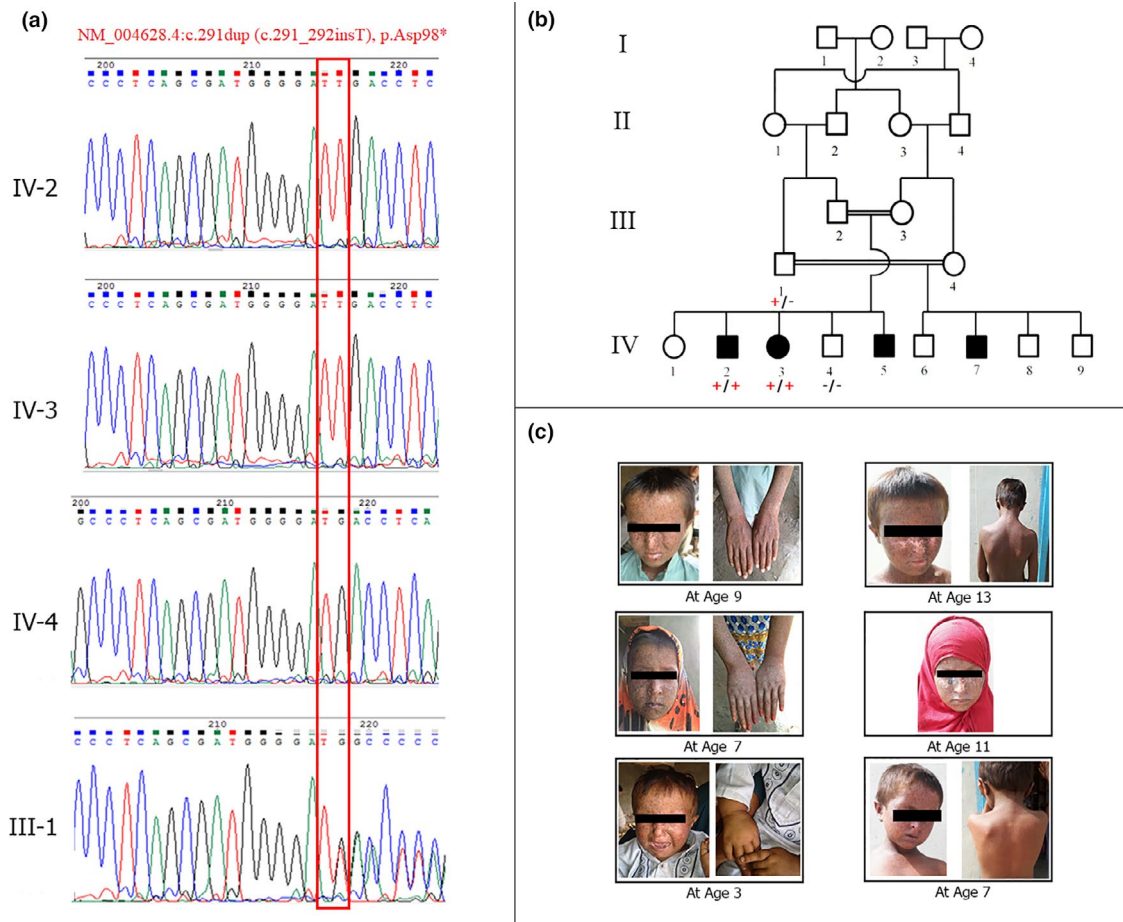 (a)
NM_004628.4:c.291dup (c.291_292insT), p.Asp98*
200 210 220
C C C T C A G C G A T G G G G A T T G A C C T C
IV-2
200 210 220
C C C T C A G C G A T G G G G A T T G A C C T C
IV-3
200 210 220
G C C C T C A G C G A T G G G G A T G A C C T C A
IV-4
210 220
C C C T C A G C G A T G G G G A T G G C C C C C
III-1
(b)
I
1 2 3 4
II
1 2 3 4
III
2 3
1 4
+/-
IV
1 2 3 4 5 6 7 8 9
+/+ +/+ -/-
(c)
At Age 9
At Age 13
At Age 7
At Age 11
At Age 3
At Age 7